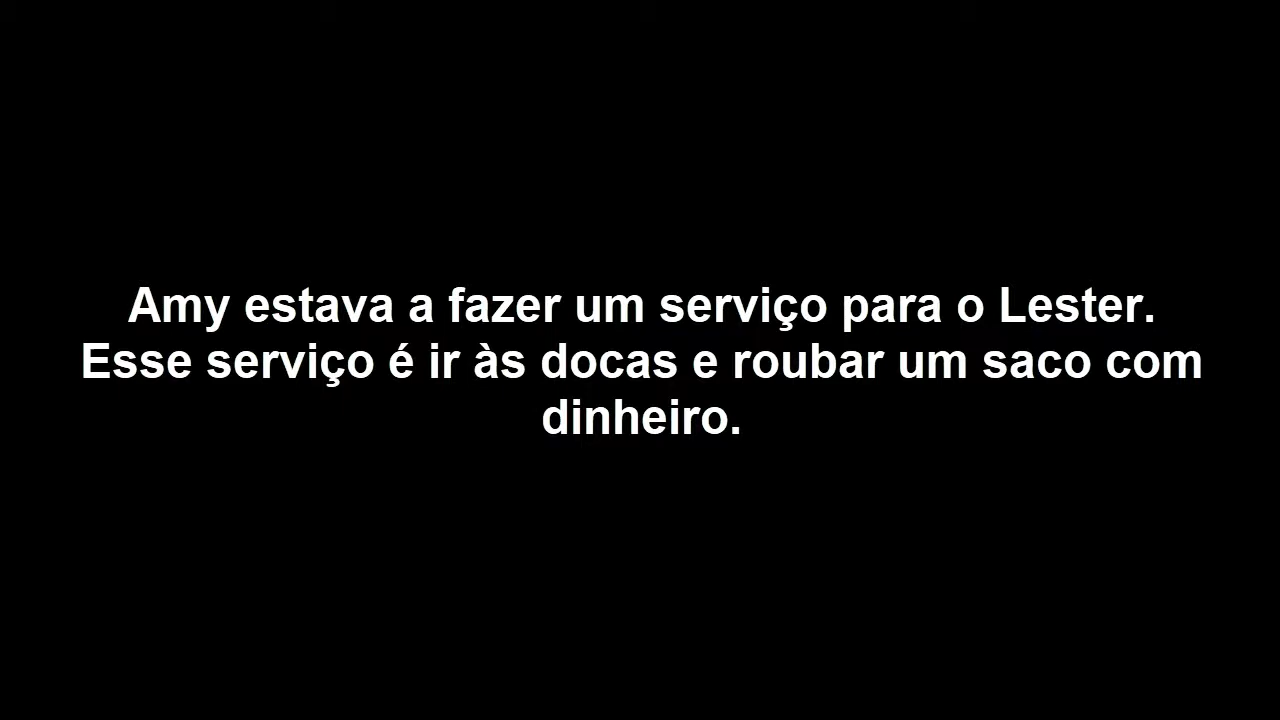 Amy estava a fazer um serviço para o Lester.
Esse serviço é ir às docas e roubar um saco com
dinheiro.